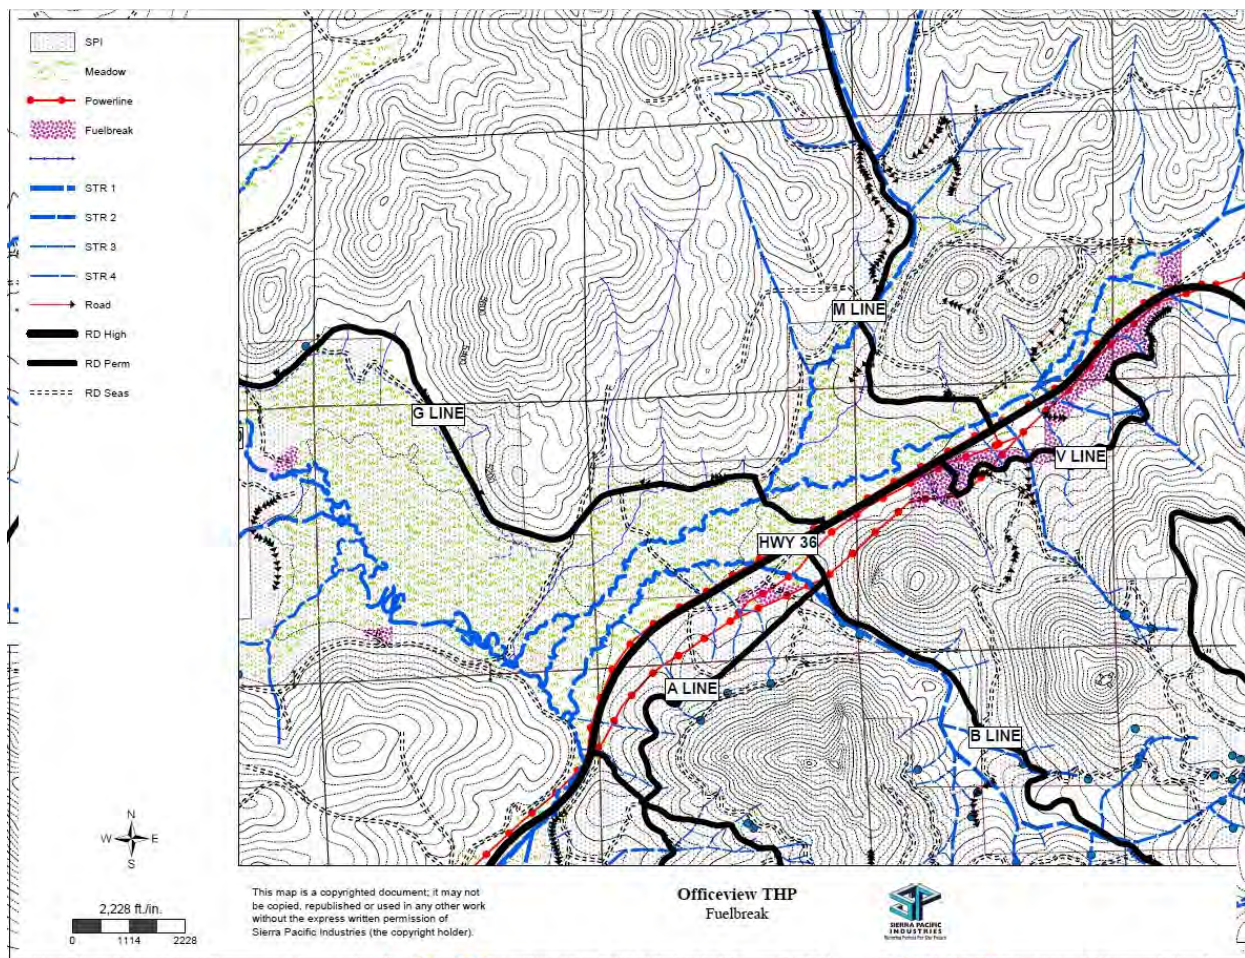 SPI
Meadow
Powerline
Fuelbreak
STR 1
STR 2
STR 3
STR 4
Road
RD High
RD Perm
RD Seas
M LINE
G LINE
V LINE
HWY 36
A LINE
B LINE
N
W E
S
2,228 ft./in.
0 1114 2228
This map is a copyrighted document; it may not
be copied, republished or used in any other work
without the express written permission of
Sierra Pacific Industries (the copyright holder).
Officeview THP
Fuelbreak
SIERRA PACIFIC
INDUSTRIES